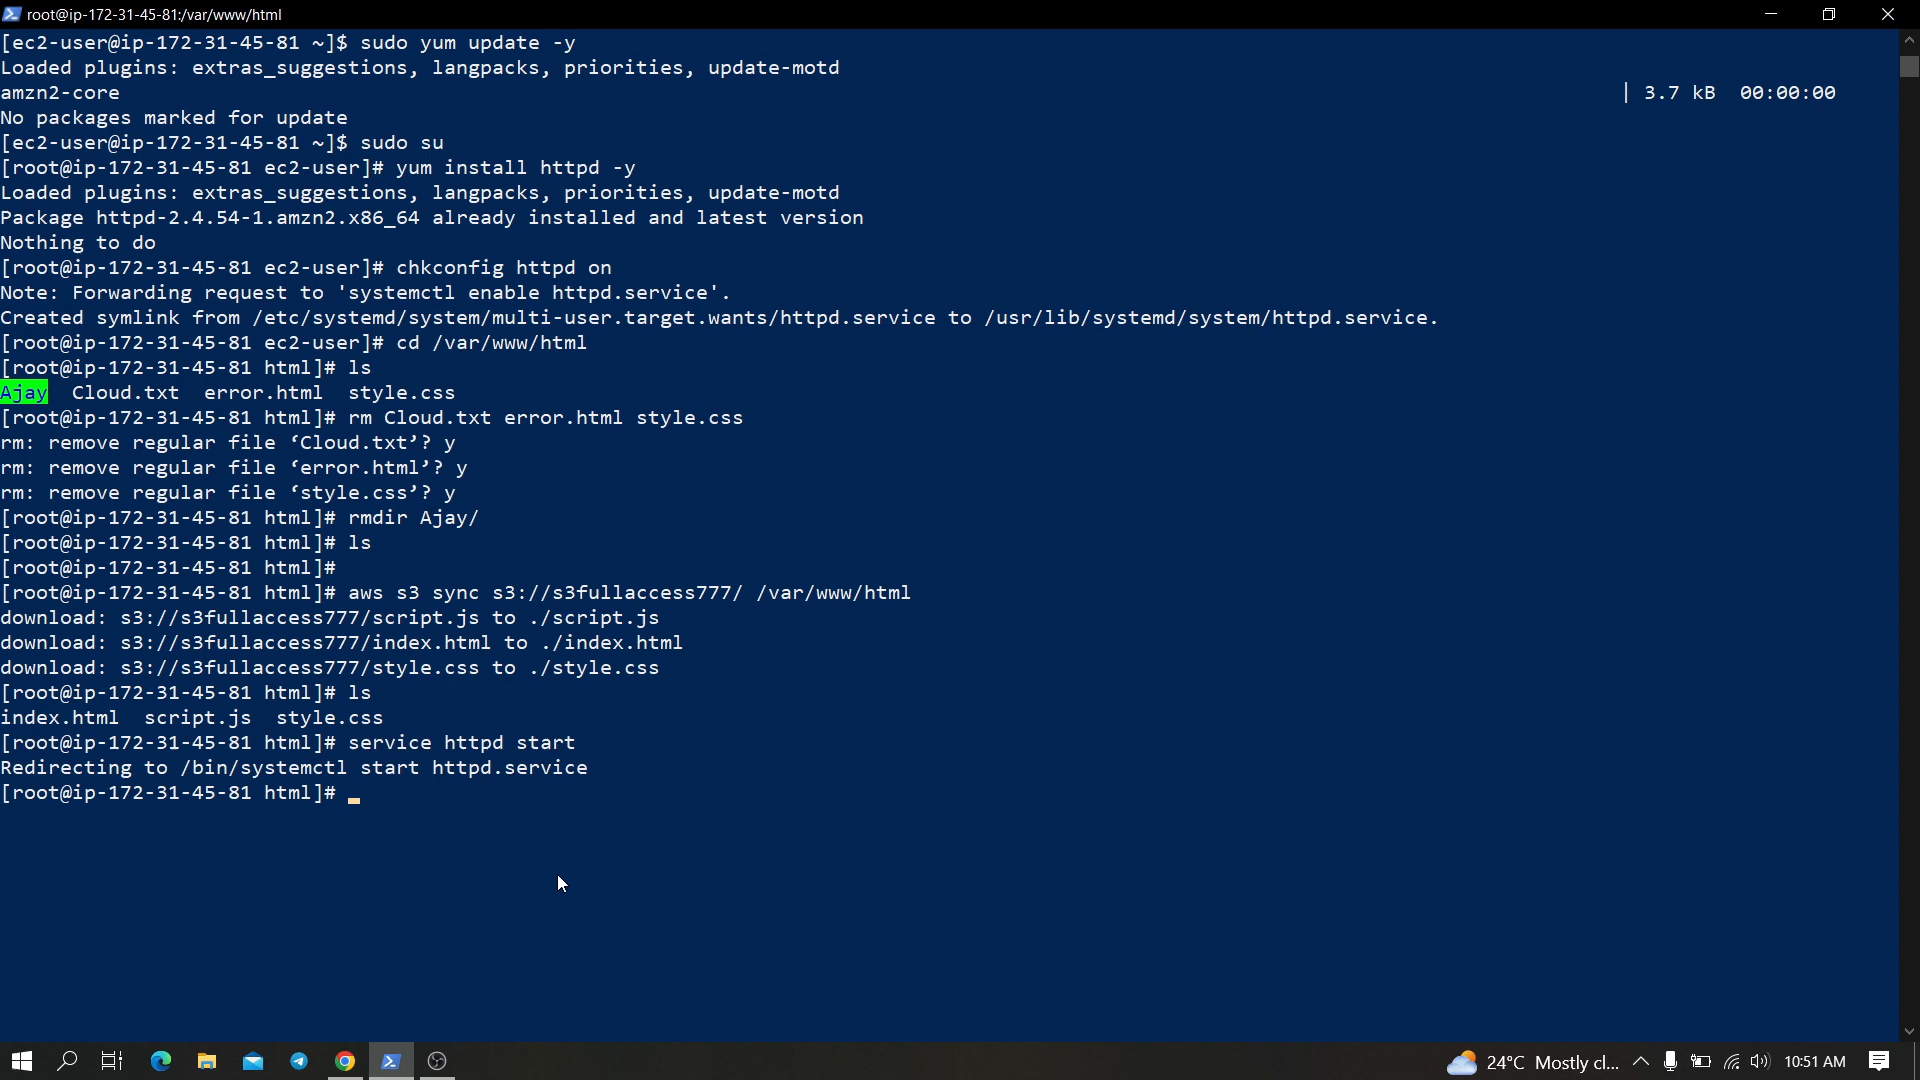 root@ip-172-31-45-81:/var/www/html
[ec2-user@ip-172-31-45-81 ~]$ sudo yum update -y
Loaded plugins: extras_suggestions, langpacks, priorities, update-motd
amzn2-core | 3.7 kB 00:00:00
No packages marked for update
[ec2-user@ip-172-31-45-81 ~]$ sudo su
[root@ip-172-31-45-81 ec2-user]# yum install httpd -y
Loaded plugins: extras_suggestions, langpacks, priorities, update-motd
Package httpd-2.4.54-1.amzn2.x86_64 already installed and latest version
Nothing to do
[root@ip-172-31-45-81 ec2-user]# chkconfig httpd on
Note: Forwarding request to 'systemctl enable httpd.service'.
Created symlink from /etc/systemd/system/multi-user.target.wants/httpd.service to /usr/lib/systemd/system/httpd.service.
[root@ip-172-31-45-81 ec2-user]# cd /var/www/html
[root@ip-172-31-45-81 html]# ls
Ajay Cloud.txt error.html style.css
[root@ip-172-31-45-81 html]# rm Cloud.txt error.html style.css
rm: remove regular file ‘Cloud.txt’? y
rm: remove regular file ‘error.html’? y
rm: remove regular file ‘style.css’? y
[root@ip-172-31-45-81 html]# rmdir Ajay/
[root@ip-172-31-45-81 html]# ls
[root@ip-172-31-45-81 html]#
[root@ip-172-31-45-81 html]# aws s3 sync s3://s3fullaccess777/ /var/www/html
download: s3://s3fullaccess777/script.js to ./script.js
download: s3://s3fullaccess777/index.html to ./index.html
download: s3://s3fullaccess777/style.css to ./style.css
[root@ip-172-31-45-81 html]# ls
index.html script.js style.css
[root@ip-172-31-45-81 html]# service httpd start
Redirecting to /bin/systemctl start httpd.service
[root@ip-172-31-45-81 html]#
24°C Mostly cl... 10:51 AM